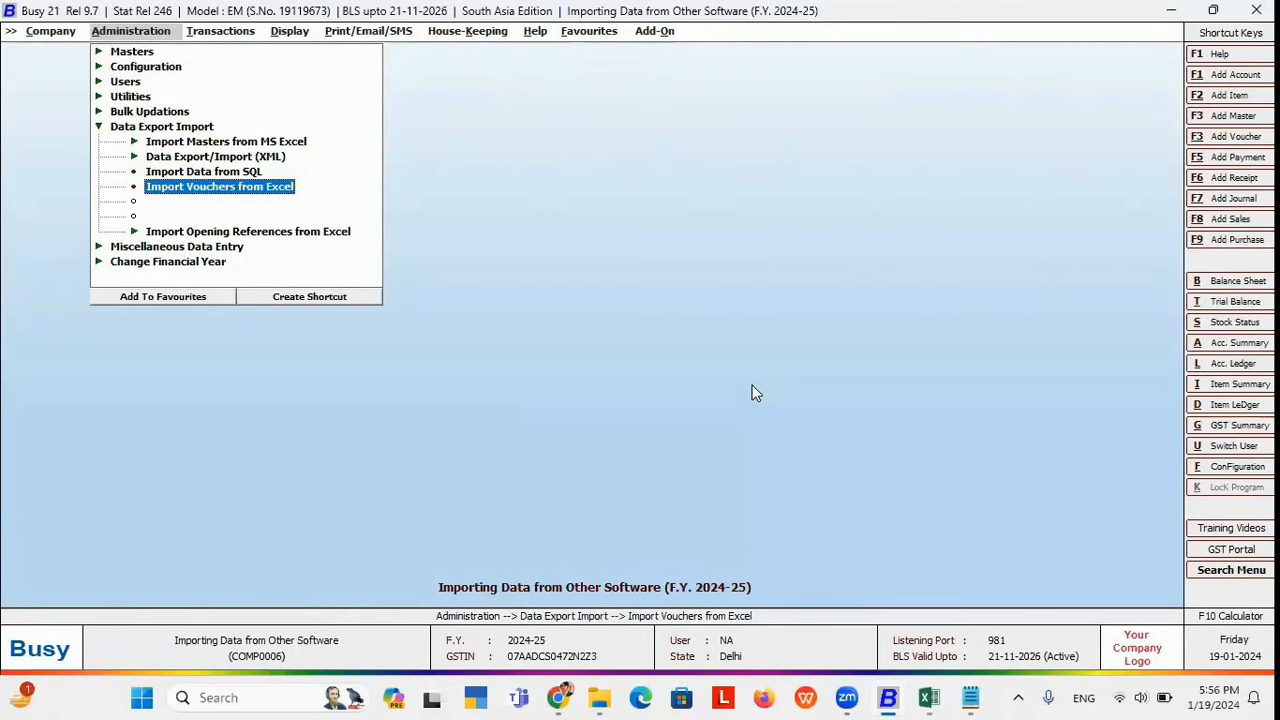 Busy 21 Rel 9.7 | Stat Rel 246 | Model : EM (S.No. 19119673) | BLS upto 21-11-2026 | South Asia Edition | Importing Data from Other Software (F.Y. 2024-25)
>> Company Administration Transactions Display Print/Email/SMS House-Keeping Help Favourites Add-On
Shortcut Keys
Masters
Configuration
Users
Utilities
Bulk Updations
Data Export Import
Import Masters from MS Excel
Data Export/Import (XML)
Import Data from SQL
Import Vouchers from Excel
Import Opening References from Excel
Miscellaneous Data Entry
Change Financial Year
Add To Favourites Create Shortcut
F1 Help
F1 Add Account
F2 Add Item
F3 Add Master
F3 Add Voucher
F5 Add Payment
F6 Add Receipt
F7 Add Journal
F8 Add Sales
F9 Add Purchase
B Balance Sheet
T Trial Balance
S Stock Status
A Acc. Summary
L Acc. Ledger
I Item Summary
D Item LeDger
G GST Summary
U Switch User
F ConFiguration
K LocK Program
Training Videos
GST Portal
Search Menu
Importing Data from Other Software (F.Y. 2024-25)
Administration --> Data Export Import --> Import Vouchers from Excel
F10 Calculator
Busy
Importing Data from Other Software
(COMP0006)
F.Y. : 2024-25
GSTIN : 07AADCS0472N2Z3
User : NA
State : Delhi
Listening Port : 981
BLS Valid Upto : 21-11-2026 (Active)
Your
Company
Logo
Friday
19-01-2024
1
Search
PRE
L
W
zm
B
ENG
5:56 PM
1/19/2024